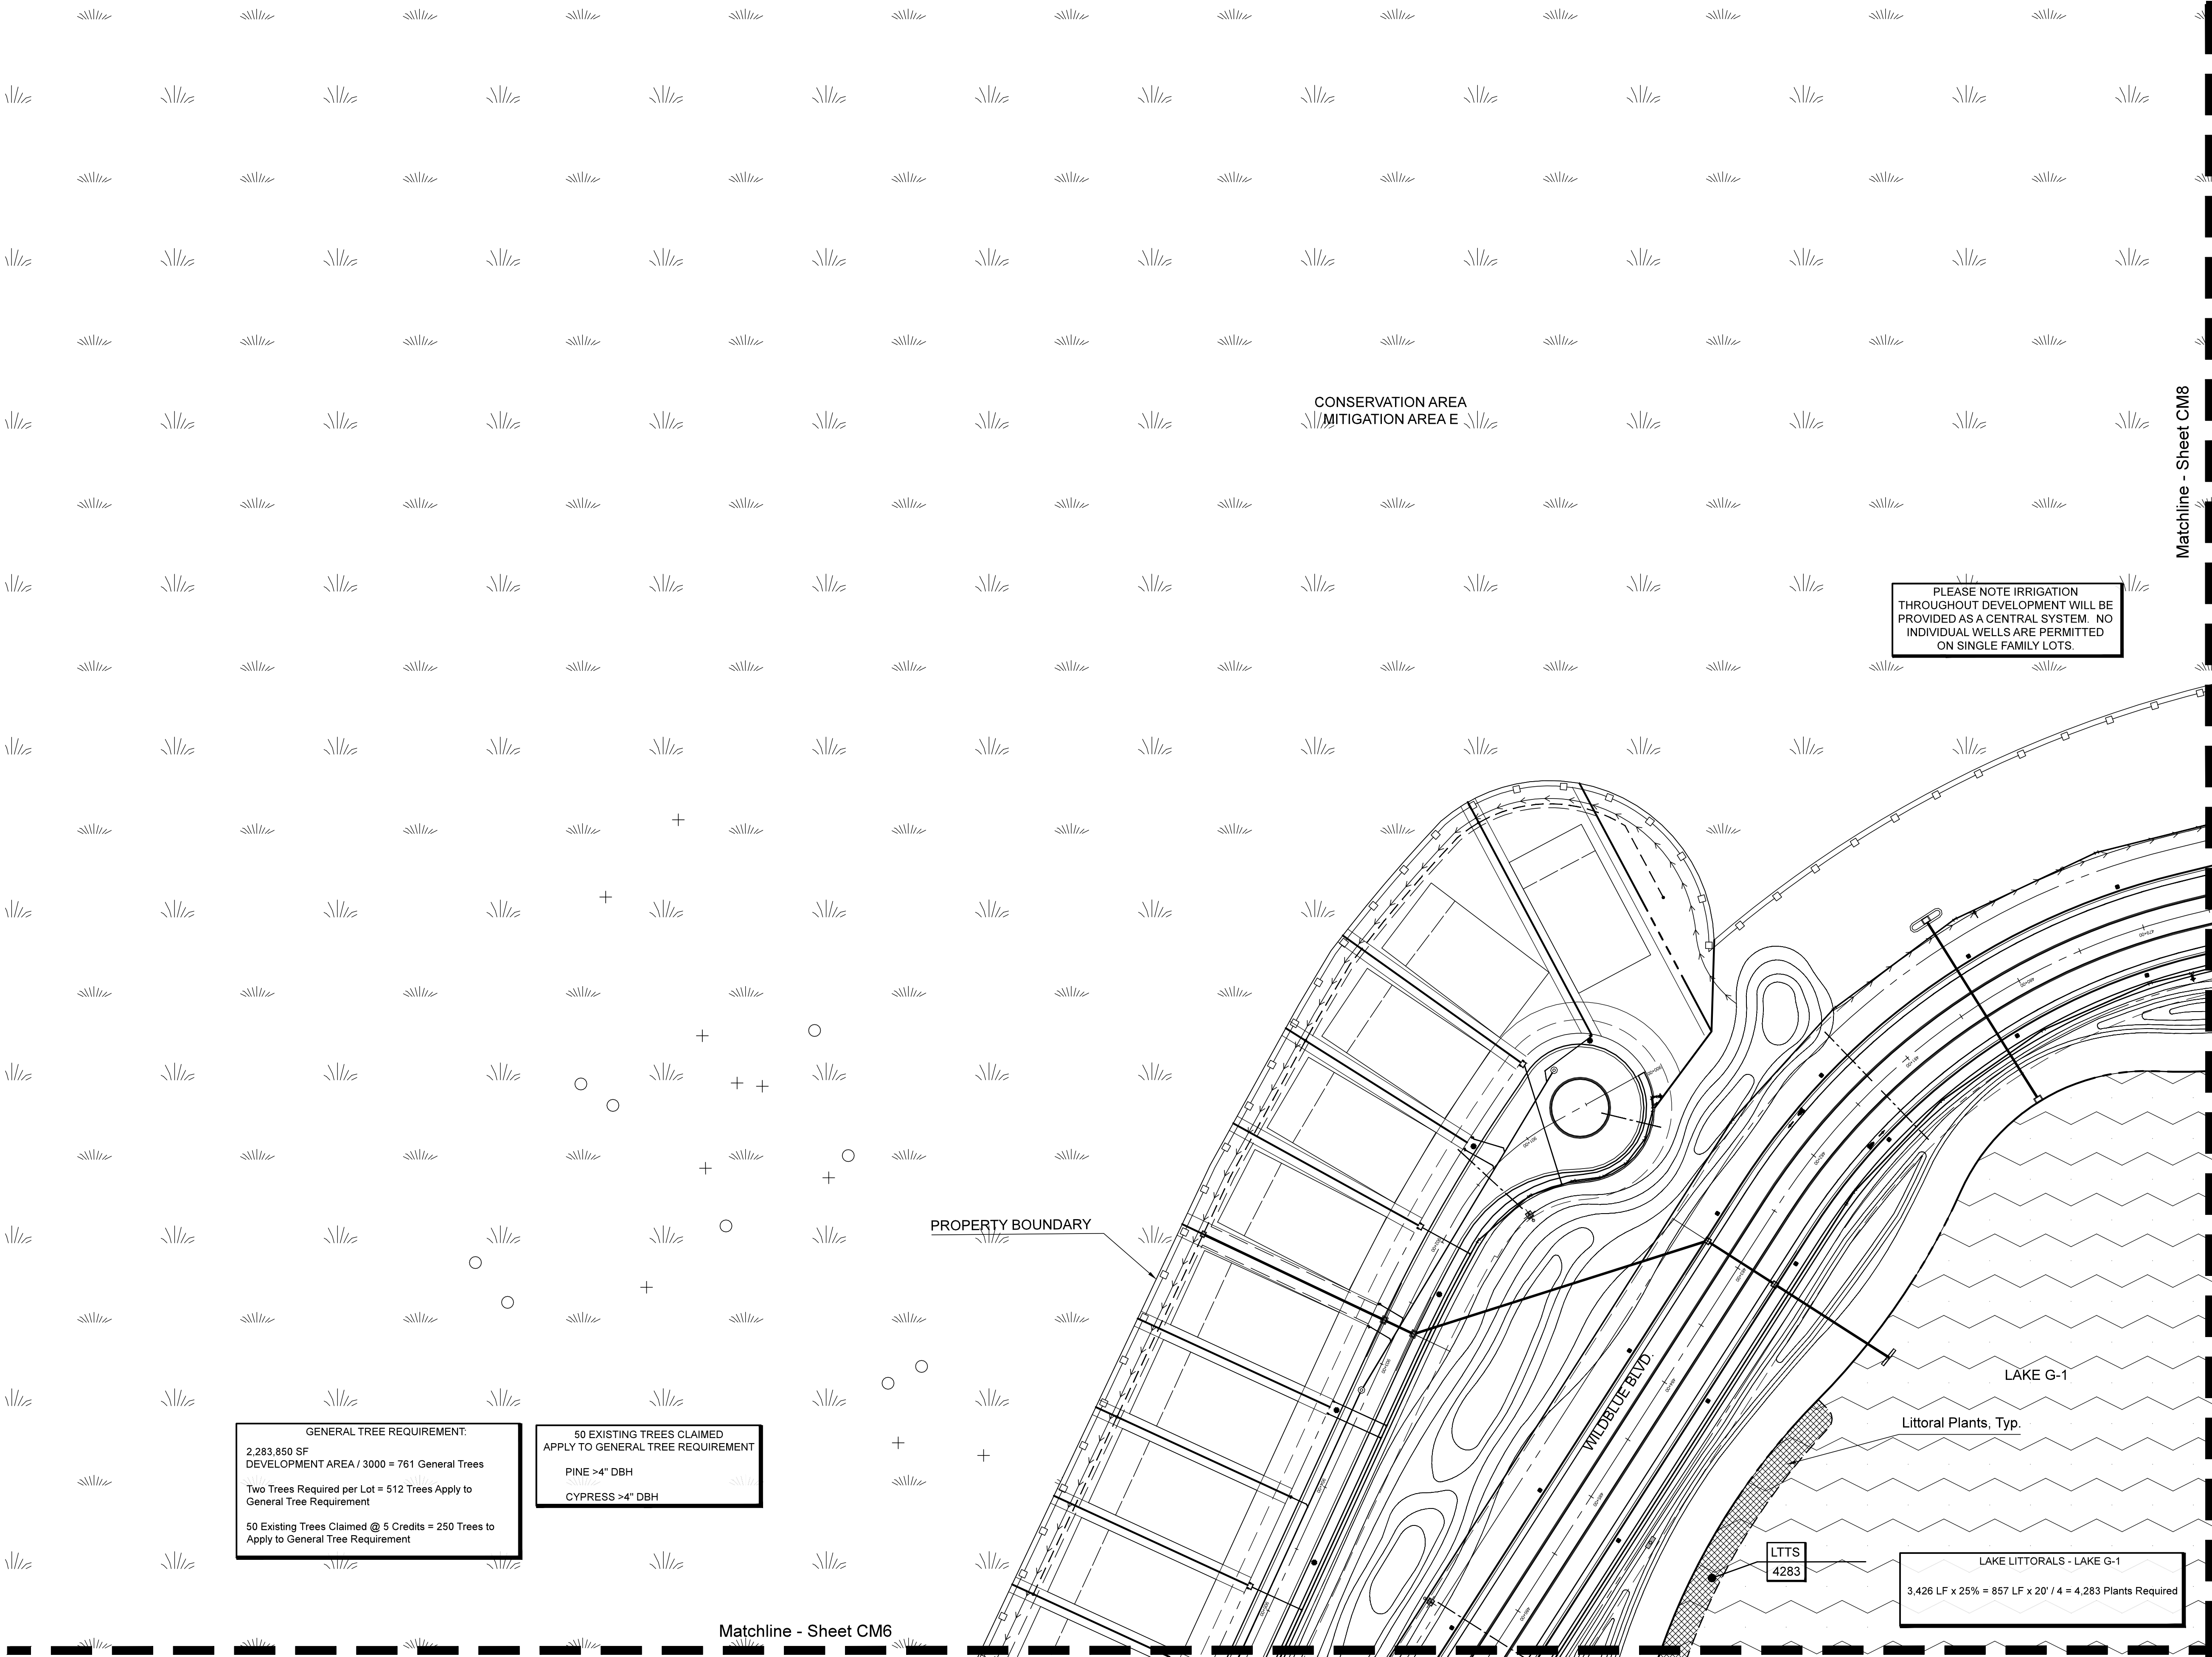 CONSERVATION AREA
MITIGATION AREA E
Matchline - Sheet CM8
PLEASE NOTE IRRIGATION
THROUGHOUT DEVELOPMENT WILL BE
PROVIDED AS A CENTRAL SYSTEM. NO
INDIVIDUAL WELLS ARE PERMITTED
ON SINGLE FAMILY LOTS.
PROPERTY BOUNDARY
WILDBLUE BLVD.
LAKE G-1
Littoral Plants, Typ.
GENERAL TREE REQUIREMENT:
2,283,850 SF
DEVELOPMENT AREA / 3000 = 761 General Trees
Two Trees Required per Lot = 512 Trees Apply to
General Tree Requirement
50 Existing Trees Claimed @ 5 Credits = 250 Trees to
Apply to General Tree Requirement
50 EXISTING TREES CLAIMED
APPLY TO GENERAL TREE REQUIREMENT
PINE >4" DBH
CYPRESS >4" DBH
LTTS
4283
LAKE LITTORALS - LAKE G-1
3,426 LF x 25% = 857 LF x 20' / 4 = 4,283 Plants Required
Matchline - Sheet CM6